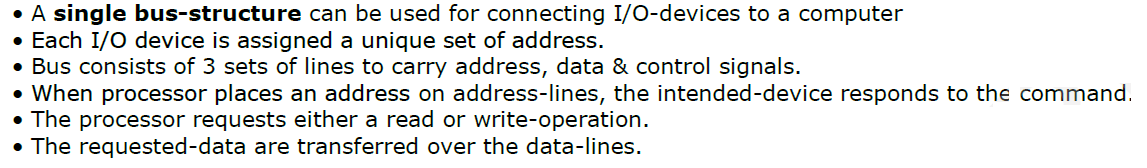 • A single bus-structure can be used for connecting I/O-devices to a computer
• Each I/O device is assigned a unique set of address.
• Bus consists of 3 sets of lines to carry address, data & control signals.
• When processor places an address on address-lines, the intended-device responds to the command.
• The processor requests either a read or write-operation.
• The requested-data are transferred over the data-lines.